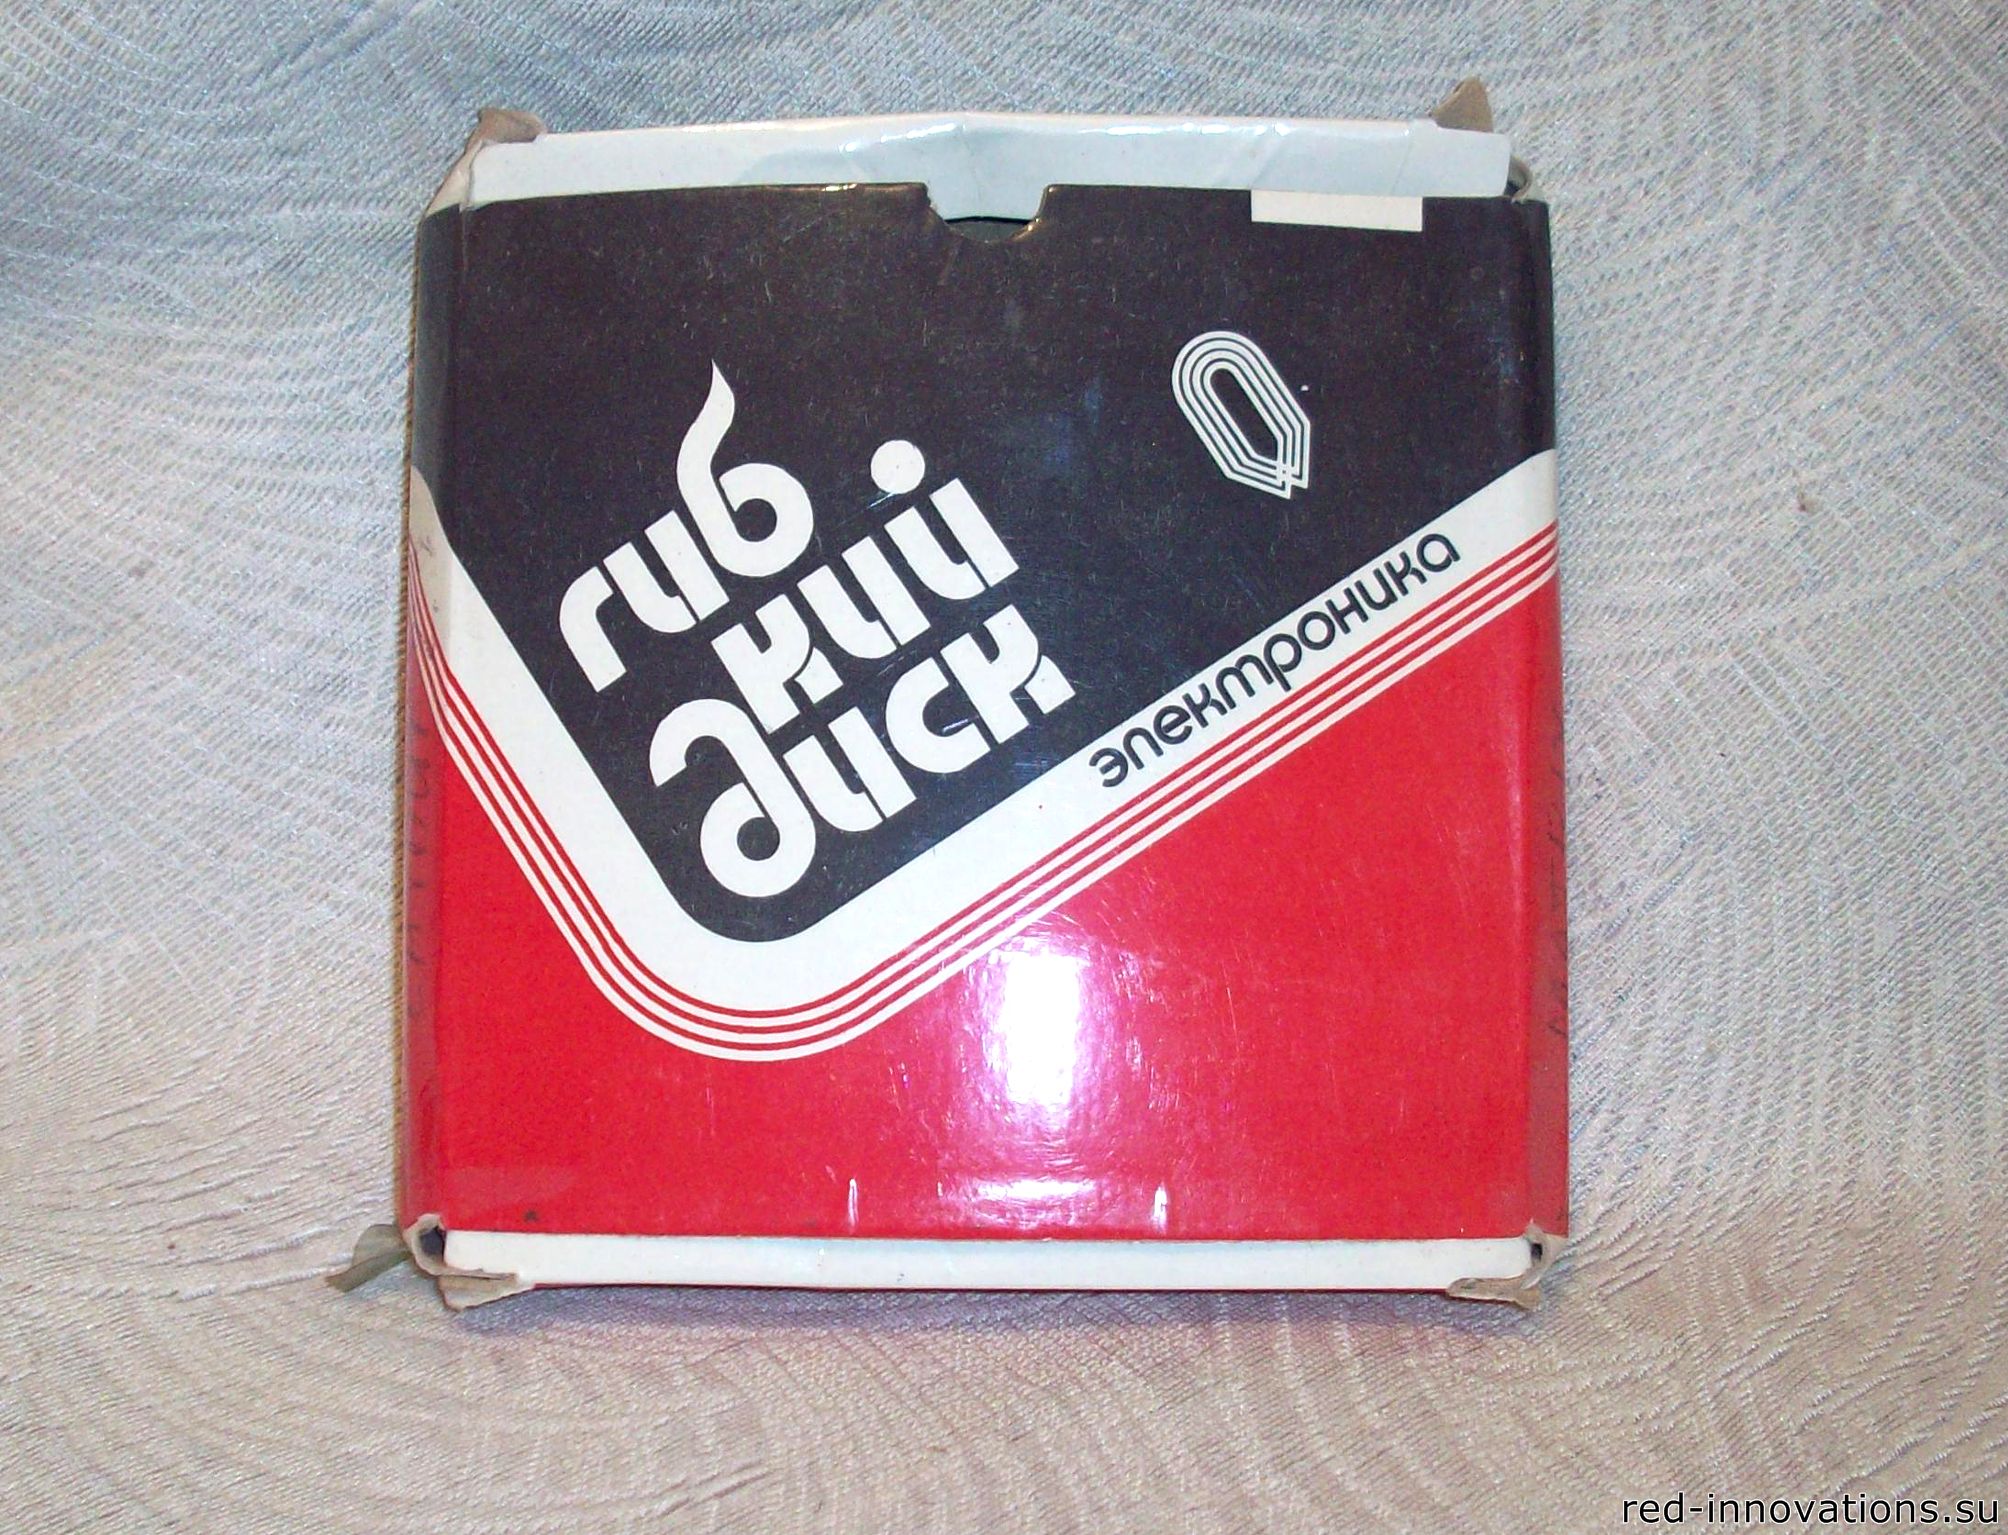 гиб
кий
диск
электроника
red-innovations.su